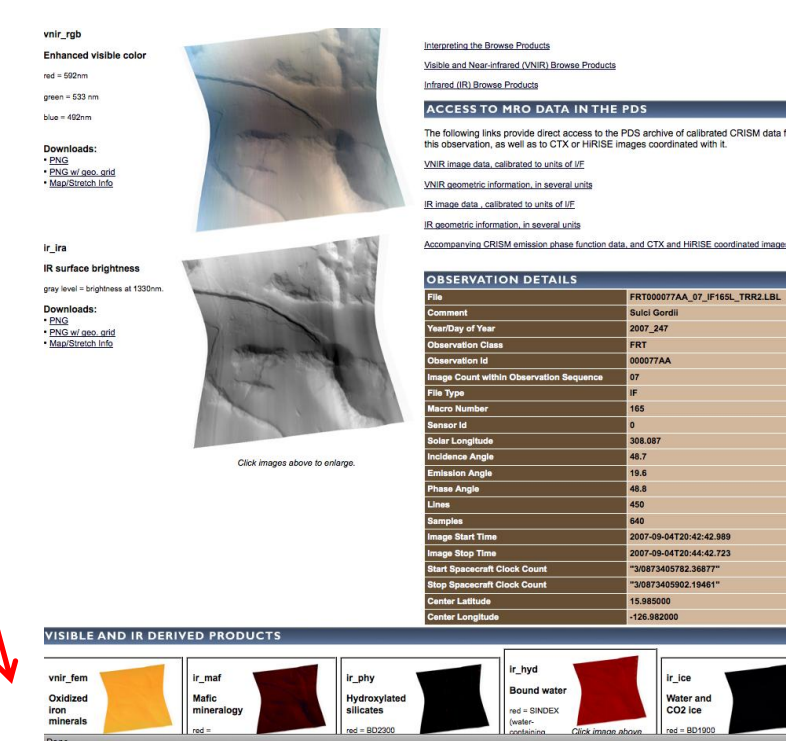 vnir_rgb
Enhanced visible color
red = 592nm
green = 533 nm
blue = 492nm
Downloads:
• PNG
• PNG w/ geo. grid
• Map/Stretch Info
ir_ira
IR surface brightness
gray level = brightness at 1330nm.
Downloads:
• PNG
• PNG w/ geo. grid
• Map/Stretch Info
Click images above to enlarge.
Interpreting the Browse Products
Visible and Near-infrared (VNIR) Browse Products
Infrared (IR) Browse Products
ACCESS TO MRO DATA IN THE PDS
The following links provide direct access to the PDS archive of calibrated CRISM data f
this observation, as well as to CTX or HiRISE images coordinated with it.
VNIR image data, calibrated to units of I/F
VNIR geometric information, in several units
IR image data , calibrated to units of I/F
IR geometric information, in several units
Accompanying CRISM emission phase function data, and CTX and HiRISE coordinated images
OBSERVATION DETAILS
File FRT000077AA_07_IF165L_TRR2.LBL
Comment Sulci Gordii
Year/Day of Year 2007_247
Observation Class FRT
Observation Id 000077AA
Image Count within Observation Sequence 07
File Type IF
Macro Number 165
Sensor Id 0
Solar Longitude 308.087
Incidence Angle 48.7
Emission Angle 19.6
Phase Angle 48.8
Lines 450
Samples 640
Image Start Time 2007-09-04T20:42:42.989
Image Stop Time 2007-09-04T20:44:42.723
Start Spacecraft Clock Count "3/0873405782.36877"
Stop Spacecraft Clock Count "3/0873405902.19461"
Center Latitude 15.985000
Center Longitude -126.982000
VISIBLE AND IR DERIVED PRODUCTS
vnir_fem
Oxidized
iron
minerals
ir_maf
Mafic
mineralogy
red =
ir_phy
Hydroxylated
silicates
red = BD2300
ir_hyd
Bound water
red = SINDEX
(water-
containing
Click image above
ir_ice
Water and
CO2 ice
red = BD1900